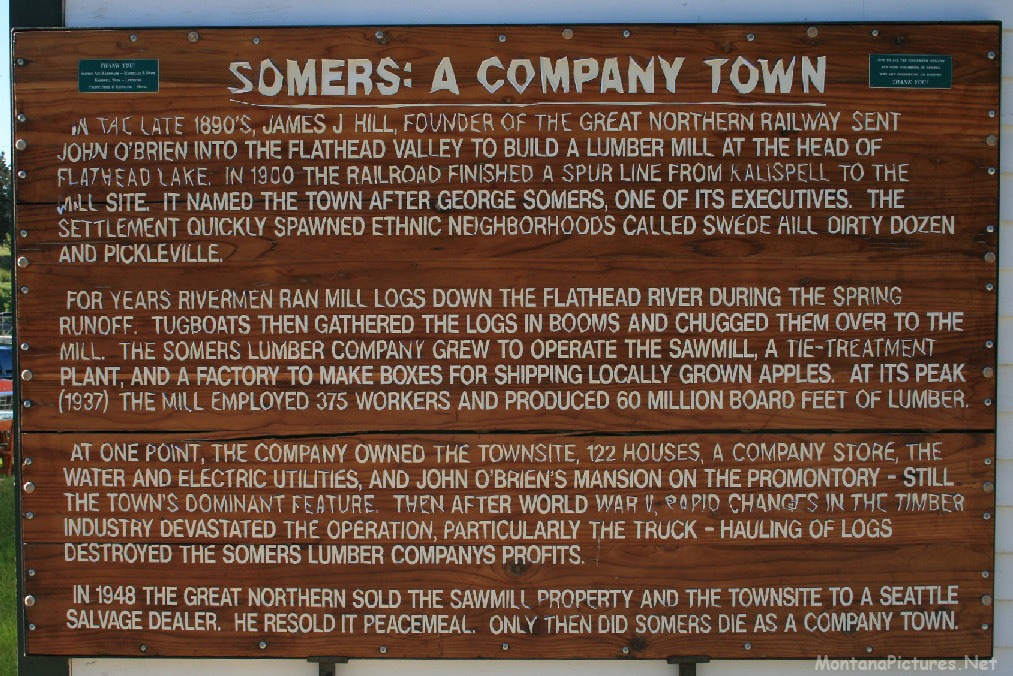 THANK YOU!
SOMERS: A COMPANY TOWN
THANK YOU!
IN THE LATE 1890'S, JAMES J HILL, FOUNDER OF THE GREAT NORTHERN RAILWAY SENT
JOHN O'BRIEN INTO THE FLATHEAD VALLEY TO BUILD A LUMBER MILL AT THE HEAD OF
FLATHEAD LAKE. IN 1900 THE RAILROAD FINISHED A SPUR LINE FROM KALISPELL TO THE
MILL SITE. IT NAMED THE TOWN AFTER GEORGE SOMERS, ONE OF ITS EXECUTIVES. THE
SETTLEMENT QUICKLY SPAWNED ETHNIC NEIGHBORHOODS CALLED SWEDE HILL DIRTY DOZEN
AND PICKLEVILLE.
FOR YEARS RIVERMEN RAN MILL LOGS DOWN THE FLATHEAD RIVER DURING THE SPRING
RUNOFF. TUGBOATS THEN GATHERED THE LOGS IN BOOMS AND CHUGGED THEM OVER TO THE
MILL. THE SOMERS LUMBER COMPANY GREW TO OPERATE THE SAWMILL, A TIE-TREATMENT
PLANT, AND A FACTORY TO MAKE BOXES FOR SHIPPING LOCALLY GROWN APPLES. AT ITS PEAK
(1937) THE MILL EMPLOYED 375 WORKERS AND PRODUCED 60 MILLION BOARD FEET OF LUMBER.
AT ONE POINT, THE COMPANY OWNED THE TOWNSITE, 122 HOUSES, A COMPANY STORE, THE
WATER AND ELECTRIC UTILITIES, AND JOHN O'BRIEN'S MANSION ON THE PROMONTORY - STILL
THE TOWN'S DOMINANT FEATURE. THEN AFTER WORLD WAR II, RAPID CHANGES IN THE TIMBER
INDUSTRY DEVASTATED THE OPERATION, PARTICULARLY THE TRUCK - HAULING OF LOGS
DESTROYED THE SOMERS LUMBER COMPANYS PROFITS.
IN 1948 THE GREAT NORTHERN SOLD THE SAWMILL PROPERTY AND THE TOWNSITE TO A SEATTLE
SALVAGE DEALER. HE RESOLD IT PEACEMEAL. ONLY THEN DID SOMERS DIE AS A COMPANY TOWN.
MontanaPictures.Net